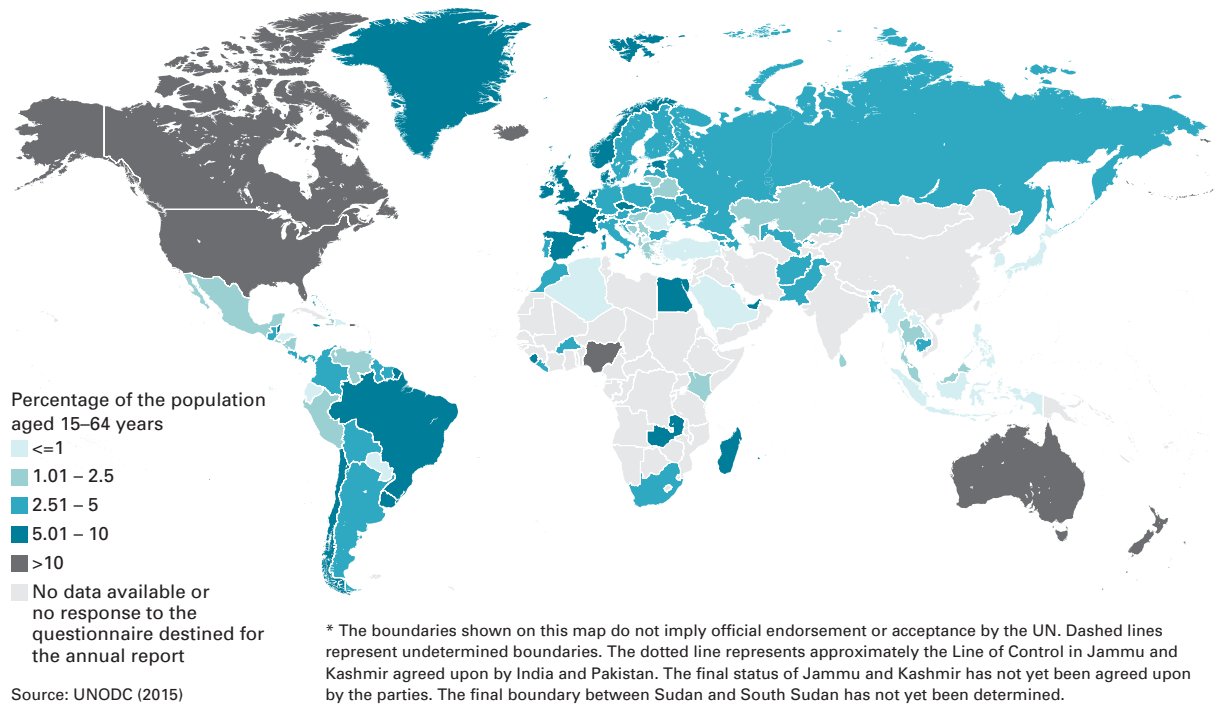 Percentage of the population
aged 15–64 years
<=1
1.01 – 2.5
2.51 – 5
5.01 – 10
>10
No data available or
no response to the
questionnaire destined for
the annual report
Source: UNODC (2015)
* The boundaries shown on this map do not imply official endorsement or acceptance by the UN. Dashed lines
represent undetermined boundaries. The dotted line represents approximately the Line of Control in Jammu and
Kashmir agreed upon by India and Pakistan. The final status of Jammu and Kashmir has not yet been agreed upon
by the parties. The final boundary between Sudan and South Sudan has not yet been determined.